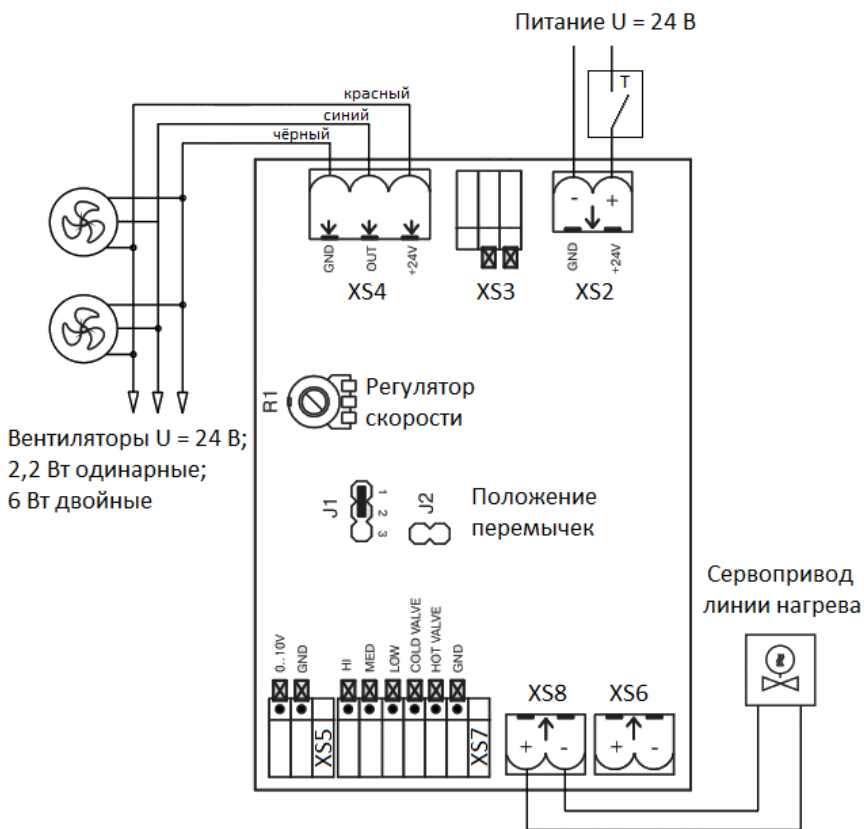 Питание U = 24 В
T
красный
синий
чёрный
- +
GND
OUT
+24V
GND
+24V
XS4
XS3
XS2
R1
Регулятор
скорости
Вентиляторы U = 24 В;
2,2 Вт одинарные;
6 Вт двойные
J1
1
2
3
J2
Положение
перемычек
Сервопривод
линии нагрева
0..10V
GND
HI
MED
LOW
COLD VALVE
HOT VALVE
GND
XS5
XS7
XS8
XS6
+ -
+ -